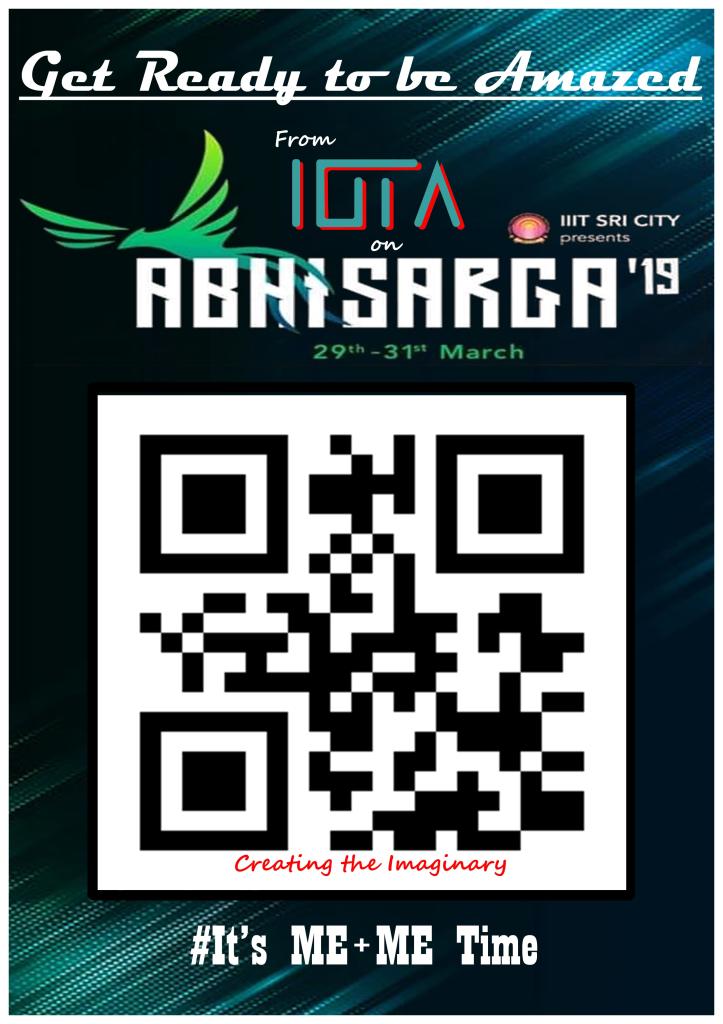 Get Ready to be Amazed
From
IOTA
on
IIIT SRI CITY
presents
ABHISARGA'19
29th-31st March
Creating the Imaginary
#It's ME+ME Time